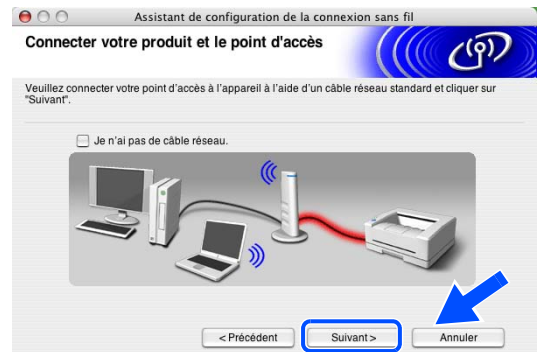 Assistant de configuration de la connexion sans fil
Connecter votre produit et le point d'accès
Veuillez connecter votre point d'accès à l'appareil à l'aide d'un câble réseau standard et cliquer sur
"Suivant".
Je n'ai pas de câble réseau.
< Précédent
Suivant >
Annuler